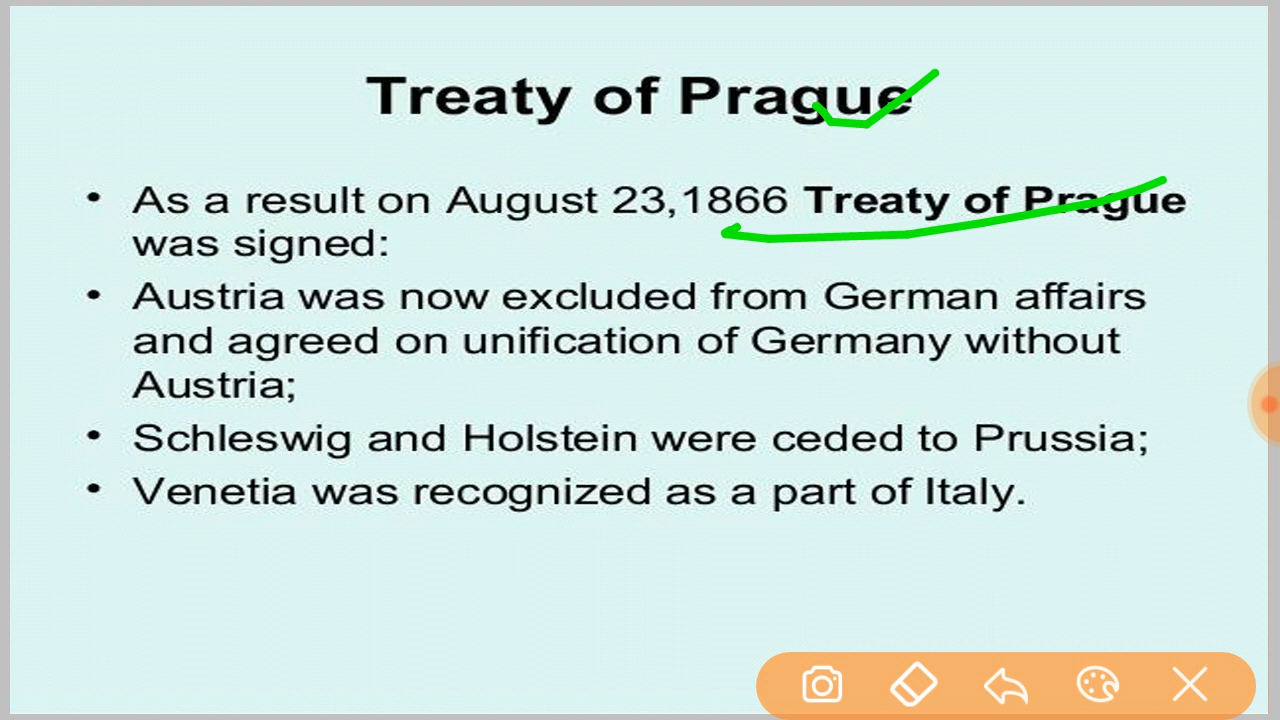 Treaty of Prague
• As a result on August 23,1866 Treaty of Prague
was signed:
• Austria was now excluded from German affairs
and agreed on unification of Germany without
Austria;
• Schleswig and Holstein were ceded to Prussia;
• Venetia was recognized as a part of Italy.